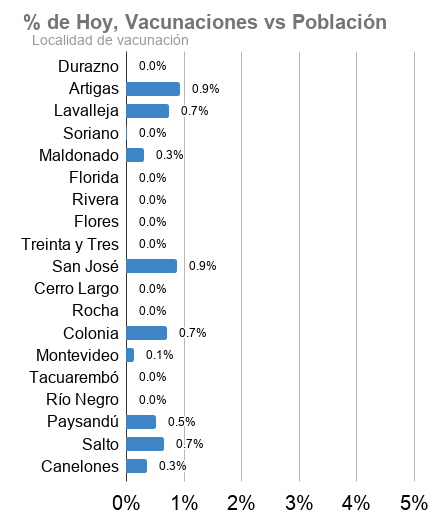 % de Hoy, Vacunaciones vs Población
Localidad de vacunación
Durazno 0.0%
Artigas 0.9%
Lavalleja 0.7%
Soriano 0.0%
Maldonado 0.3%
Florida 0.0%
Rivera 0.0%
Flores 0.0%
Treinta y Tres 0.0%
San José 0.9%
Cerro Largo 0.0%
Rocha 0.0%
Colonia 0.7%
Montevideo 0.1%
Tacuarembó 0.0%
Río Negro 0.0%
Paysandú 0.5%
Salto 0.7%
Canelones 0.3%
0% 1% 2% 3% 4% 5%